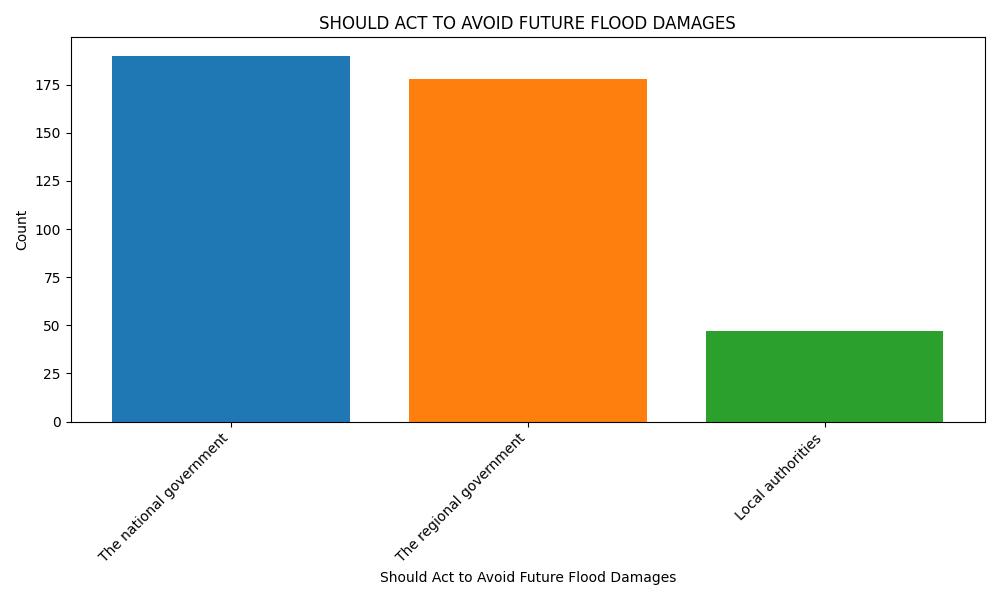 SHOULD ACT TO AVOID FUTURE FLOOD DAMAGES
Count
175
150
125
100
75
50
25
0
The national government
The regional government
Local authorities
Should Act to Avoid Future Flood Damages